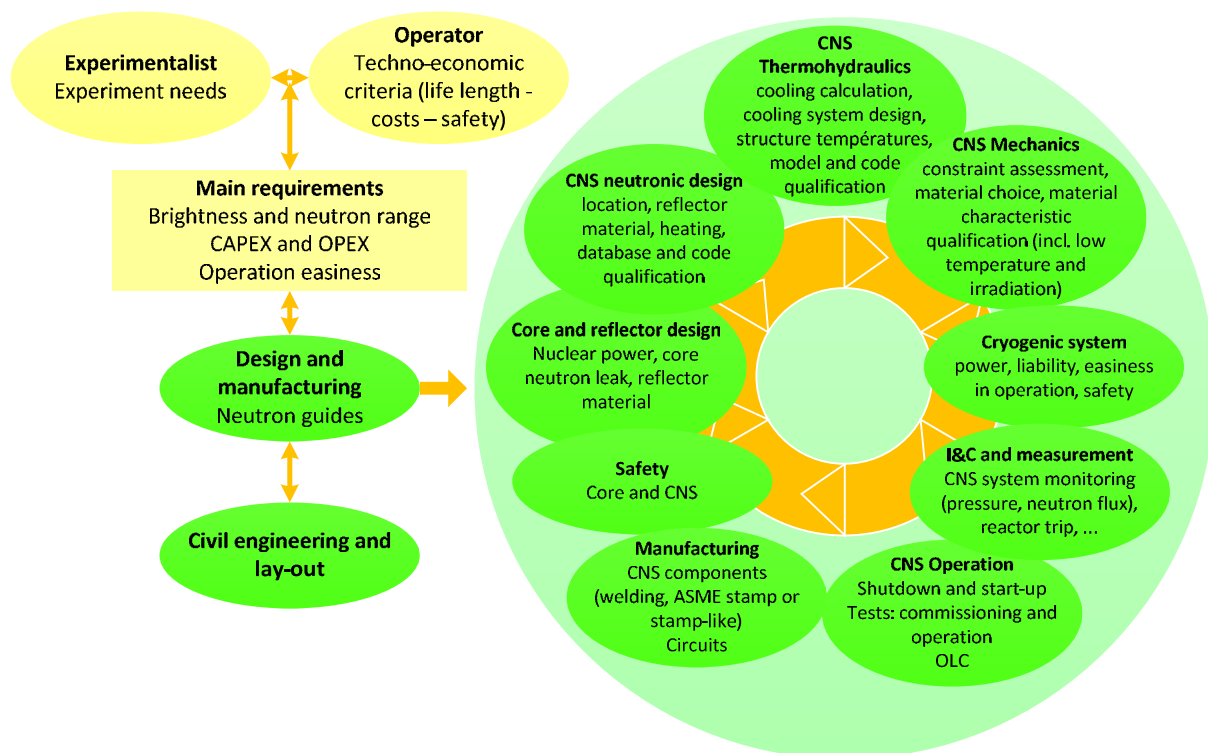 Experimentalist
Experiment needs
Operator
Techno-economic
criteria (life length -
costs – safety)
Main requirements
Brightness and neutron range
CAPEX and OPEX
Operation easiness
Design and
manufacturing
Neutron guides
Civil engineering and
lay-out
CNS
Thermohydraulics
cooling calculation,
cooling system design,
structure températures,
model and code
qualification
CNS Mechanics
constraint assessment,
material choice, material
characteristic
qualification (incl. low
temperature and
irradiation)
Cryogenic system
power, liability, easiness
in operation, safety
I&C and measurement
CNS system monitoring
(pressure, neutron flux),
reactor trip, ...
CNS Operation
Shutdown and start-up
Tests: commissioning and
operation
OLC
Manufacturing
CNS components
(welding, ASME stamp or
stamp-like)
Circuits
Safety
Core and CNS
Core and reflector design
Nuclear power, core
neutron leak, reflector
material
CNS neutronic design
location, reflector
material, heating,
database and code
qualification